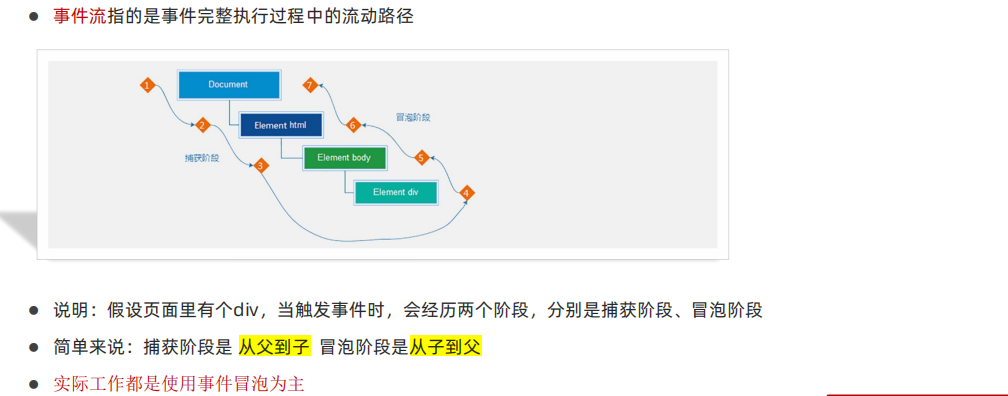 事件流指的是事件完整执行过程中的流动路径
1 Document 7
2 Element html 6 冒泡阶段
捕获阶段 3 Element body 5
Element div 4
说明：假设页面里有个div，当触发事件时，会经历两个阶段，分别是捕获阶段、冒泡阶段
简单来说：捕获阶段是 从父到子 冒泡阶段是从子到父
实际工作都是使用事件冒泡为主